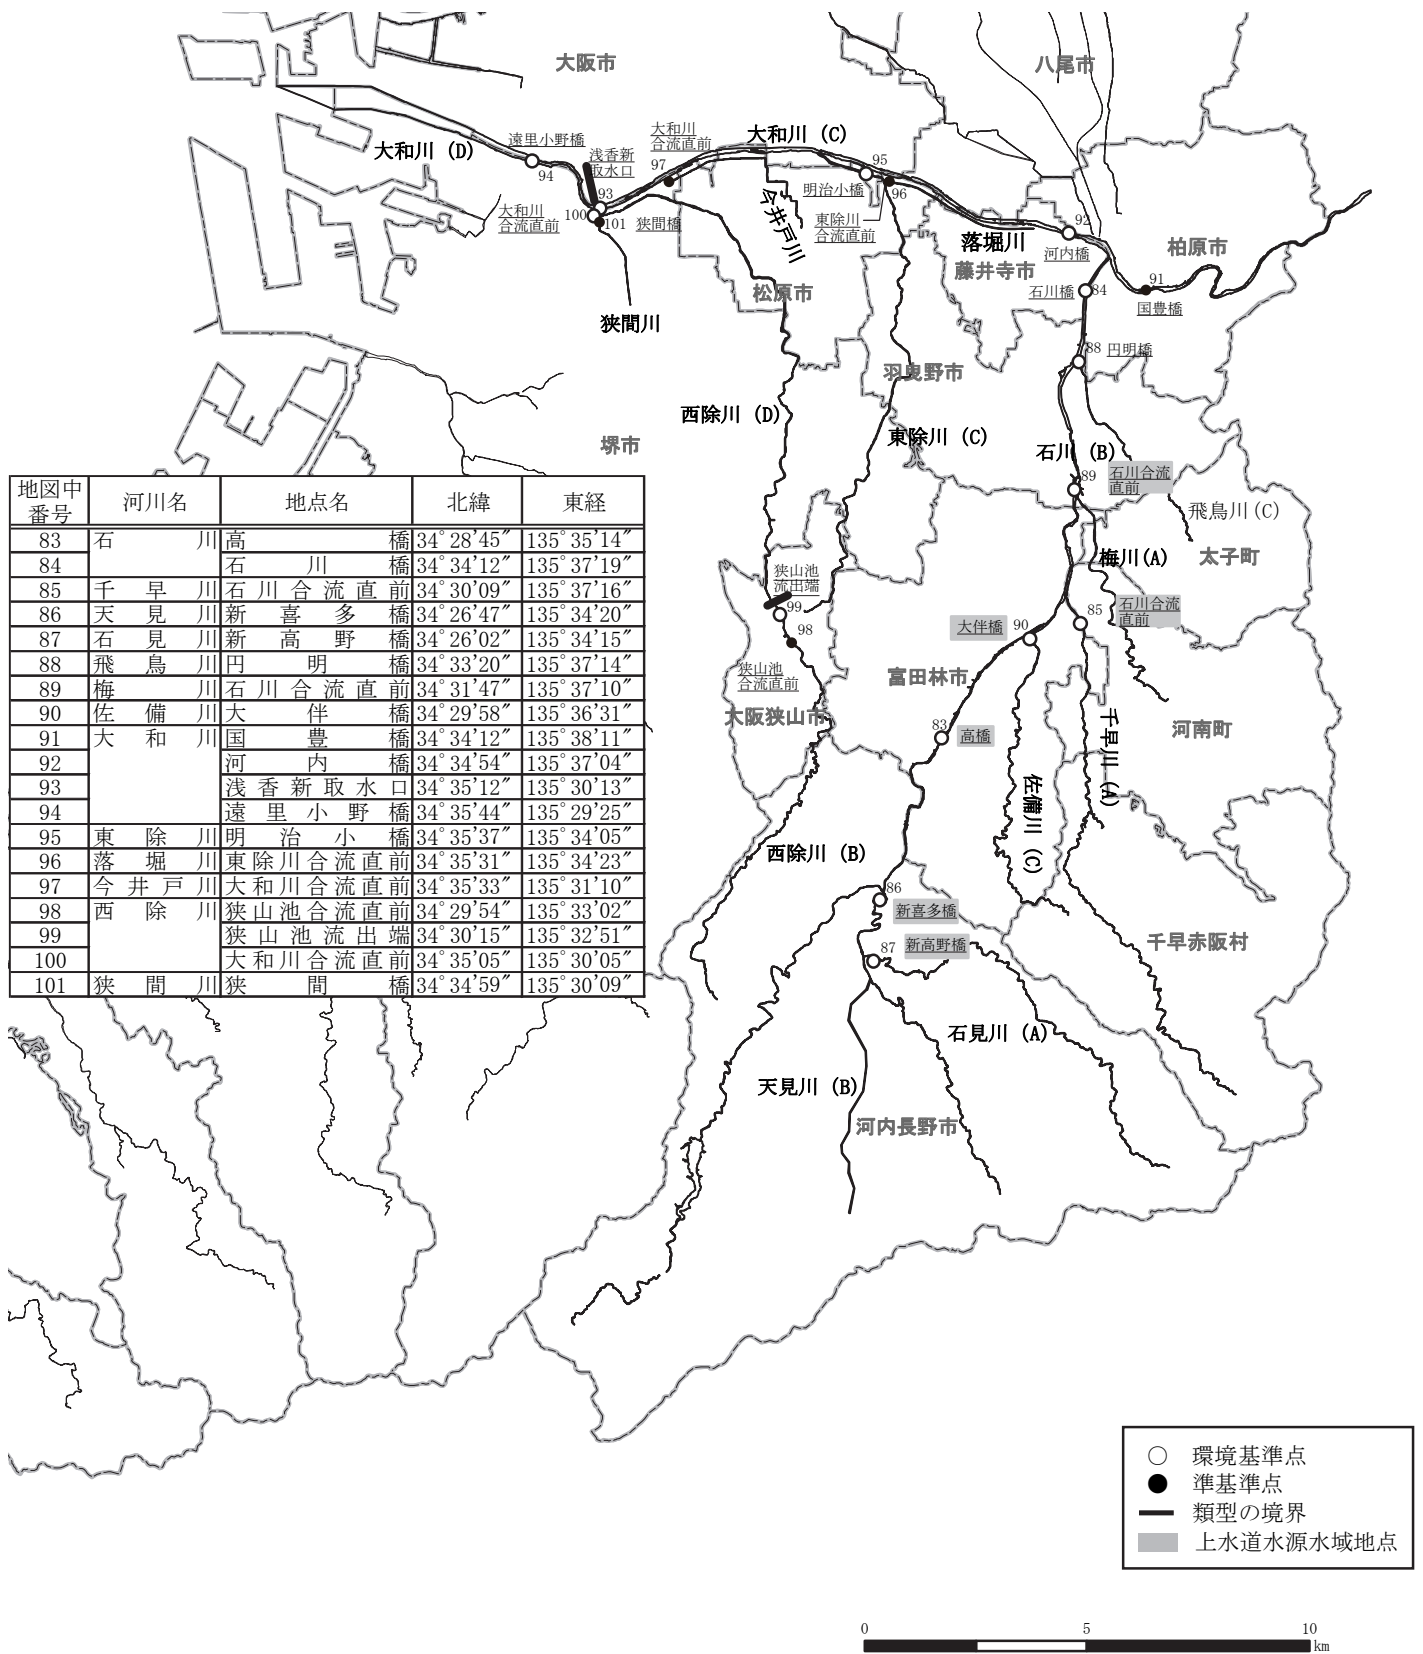 大阪市
八尾市
大和川 (D)
遠里小野橋
94
浅香新
取水口
93
大和川
合流直前
97
大和川 (C)
95
明治小橋
96
東除川
合流直前
今井戸川
大和川
合流直前
100
101
狭間橋
狭間川
落堀川
藤井寺市
92
河内橋
柏原市
91
国豊橋
石川橋
84
松原市
88
円明橋
羽曳野市
西除川 (D)
東除川 (C)
堺市
石川 (B)
89
石川合流
直前
飛鳥川(C)
梅川(A)
太子町
狭山池
流出端
99
98
狭山池
合流直前
大阪狭山市
85
石川合流
直前
大伴橋
90
富田林市
83
高橋
千早川 (A)
河南町
佐備川 (C)
西除川 (B)
86
新喜多橋
87
新高野橋
千早赤阪村
石見川 (A)
天見川 (B)
河内長野市
地図中
番号 河川名 地点名 北緯 東経
83 石川 高橋 34°28′45″ 135°35′14″
84 石川橋 34°34′12″ 135°37′19″
85 千早川 石川合流直前 34°30′09″ 135°37′16″
86 天見川 新喜多橋 34°26′47″ 135°34′20″
87 石見川 新高野橋 34°26′02″ 135°34′15″
88 飛鳥川 円明橋 34°33′20″ 135°37′14″
89 梅川 石川合流直前 34°31′47″ 135°37′10″
90 佐備川 大伴橋 34°29′58″ 135°36′31″
91 大和川 国豊橋 34°34′12″ 135°38′11″
92 河内橋 34°34′54″ 135°37′04″
93 浅香新取水口 34°35′12″ 135°30′13″
94 遠里小野橋 34°35′44″ 135°29′25″
95 東除川 明治小橋 34°35′37″ 135°34′05″
96 落堀川 東除川合流直前 34°35′31″ 135°34′23″
97 今井戸川 大和川合流直前 34°35′33″ 135°31′10″
98 西除川 狭山池合流直前 34°29′54″ 135°33′02″
99 狭山池流出端 34°30′15″ 135°32′51″
100 大和川合流直前 34°35′05″ 135°30′05″
101 狭間川 狭間橋 34°34′59″ 135°30′09″
環境基準点
準基準点
類型の境界
上水道水源水域地点
0 5 10
km